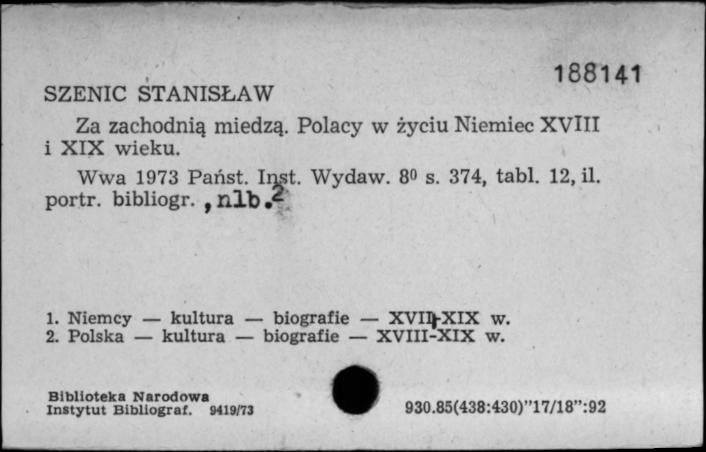 188141
SZENIC STANISŁAW
Za zachodnią miedzą. Polacy w życiu Niemiec XVIII
i XIX wieku.
Wwa 1973 Państ. Inst. Wydaw. 8⁰ s. 374, tabl. 12, il.
portr. bibliogr. , nlb. 2
1. Niemcy — kultura — biografie — XVIII-XIX w.
2. Polska — kultura — biografie — XVIII-XIX w.
Biblioteka Narodowa
Instytut Bibliograf. 9419/73
930.85(438:430)"17/18":92